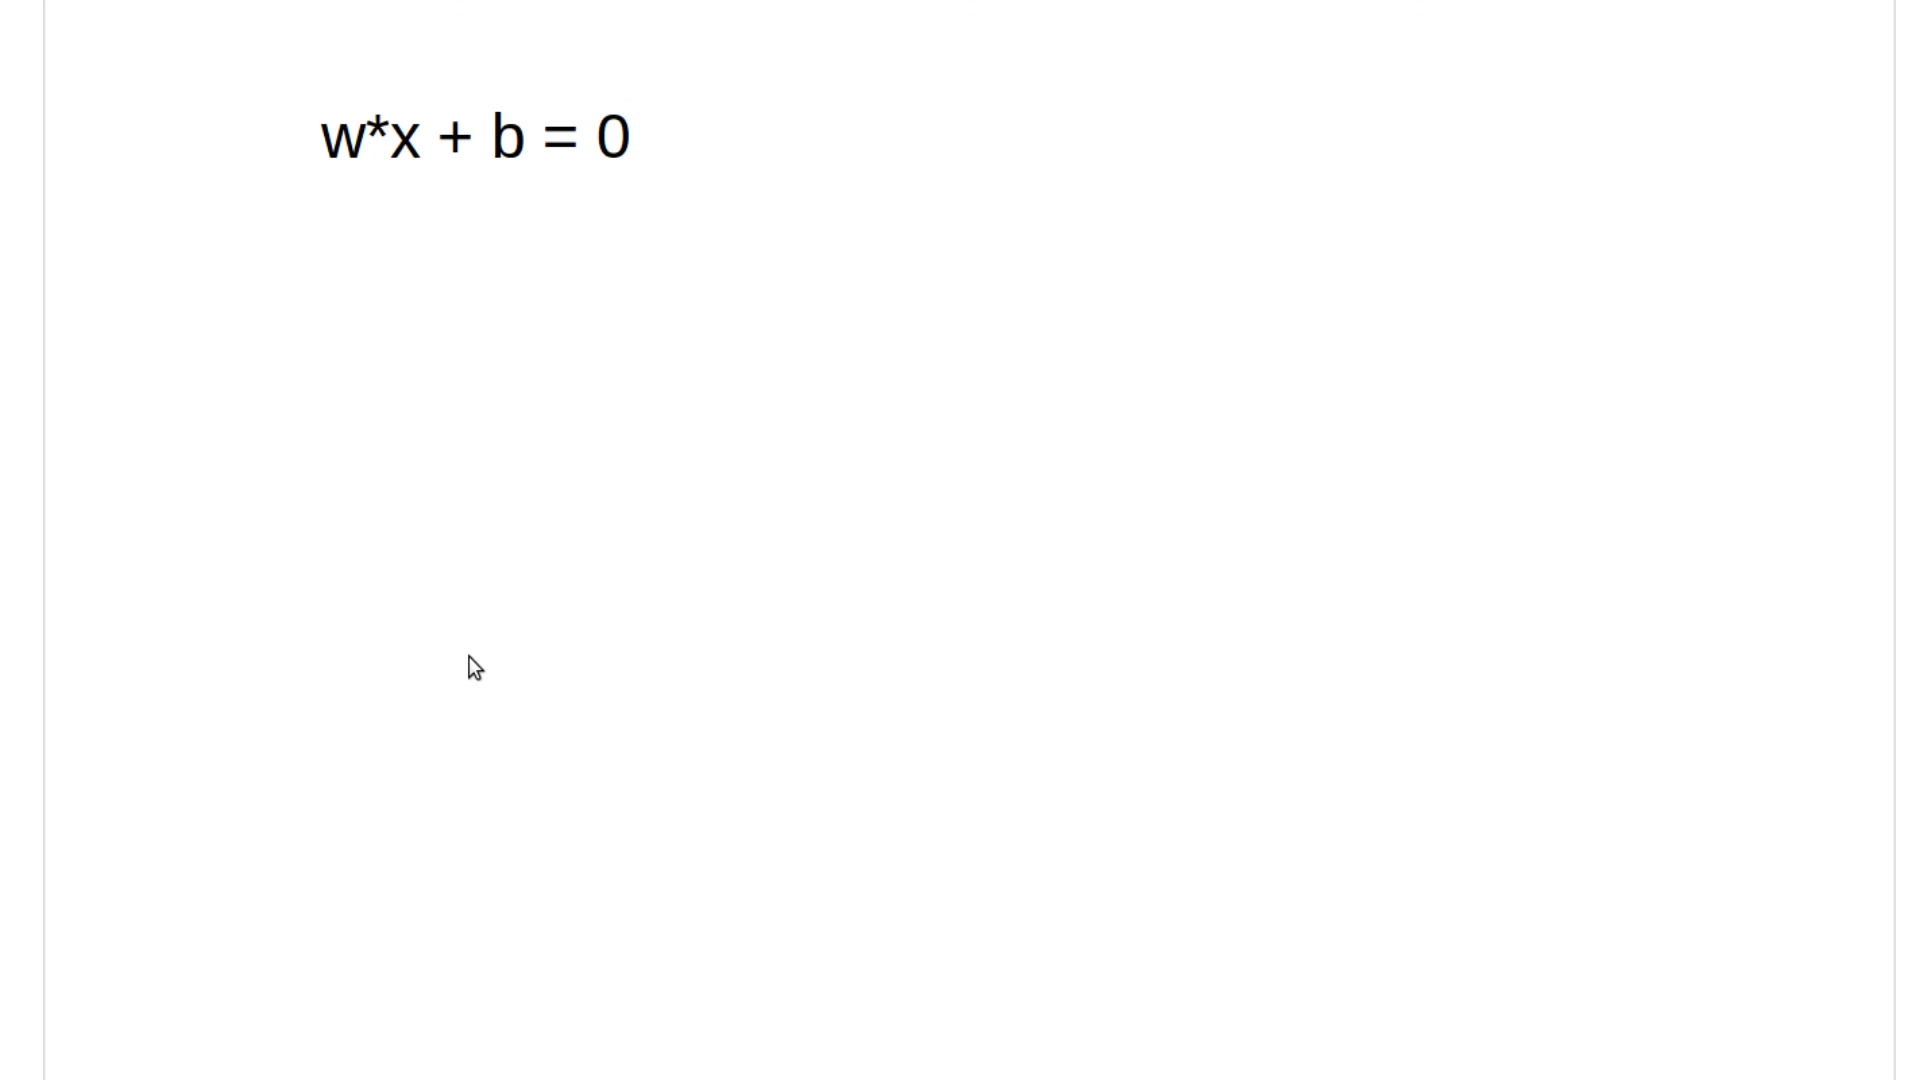 w*x + b = 0